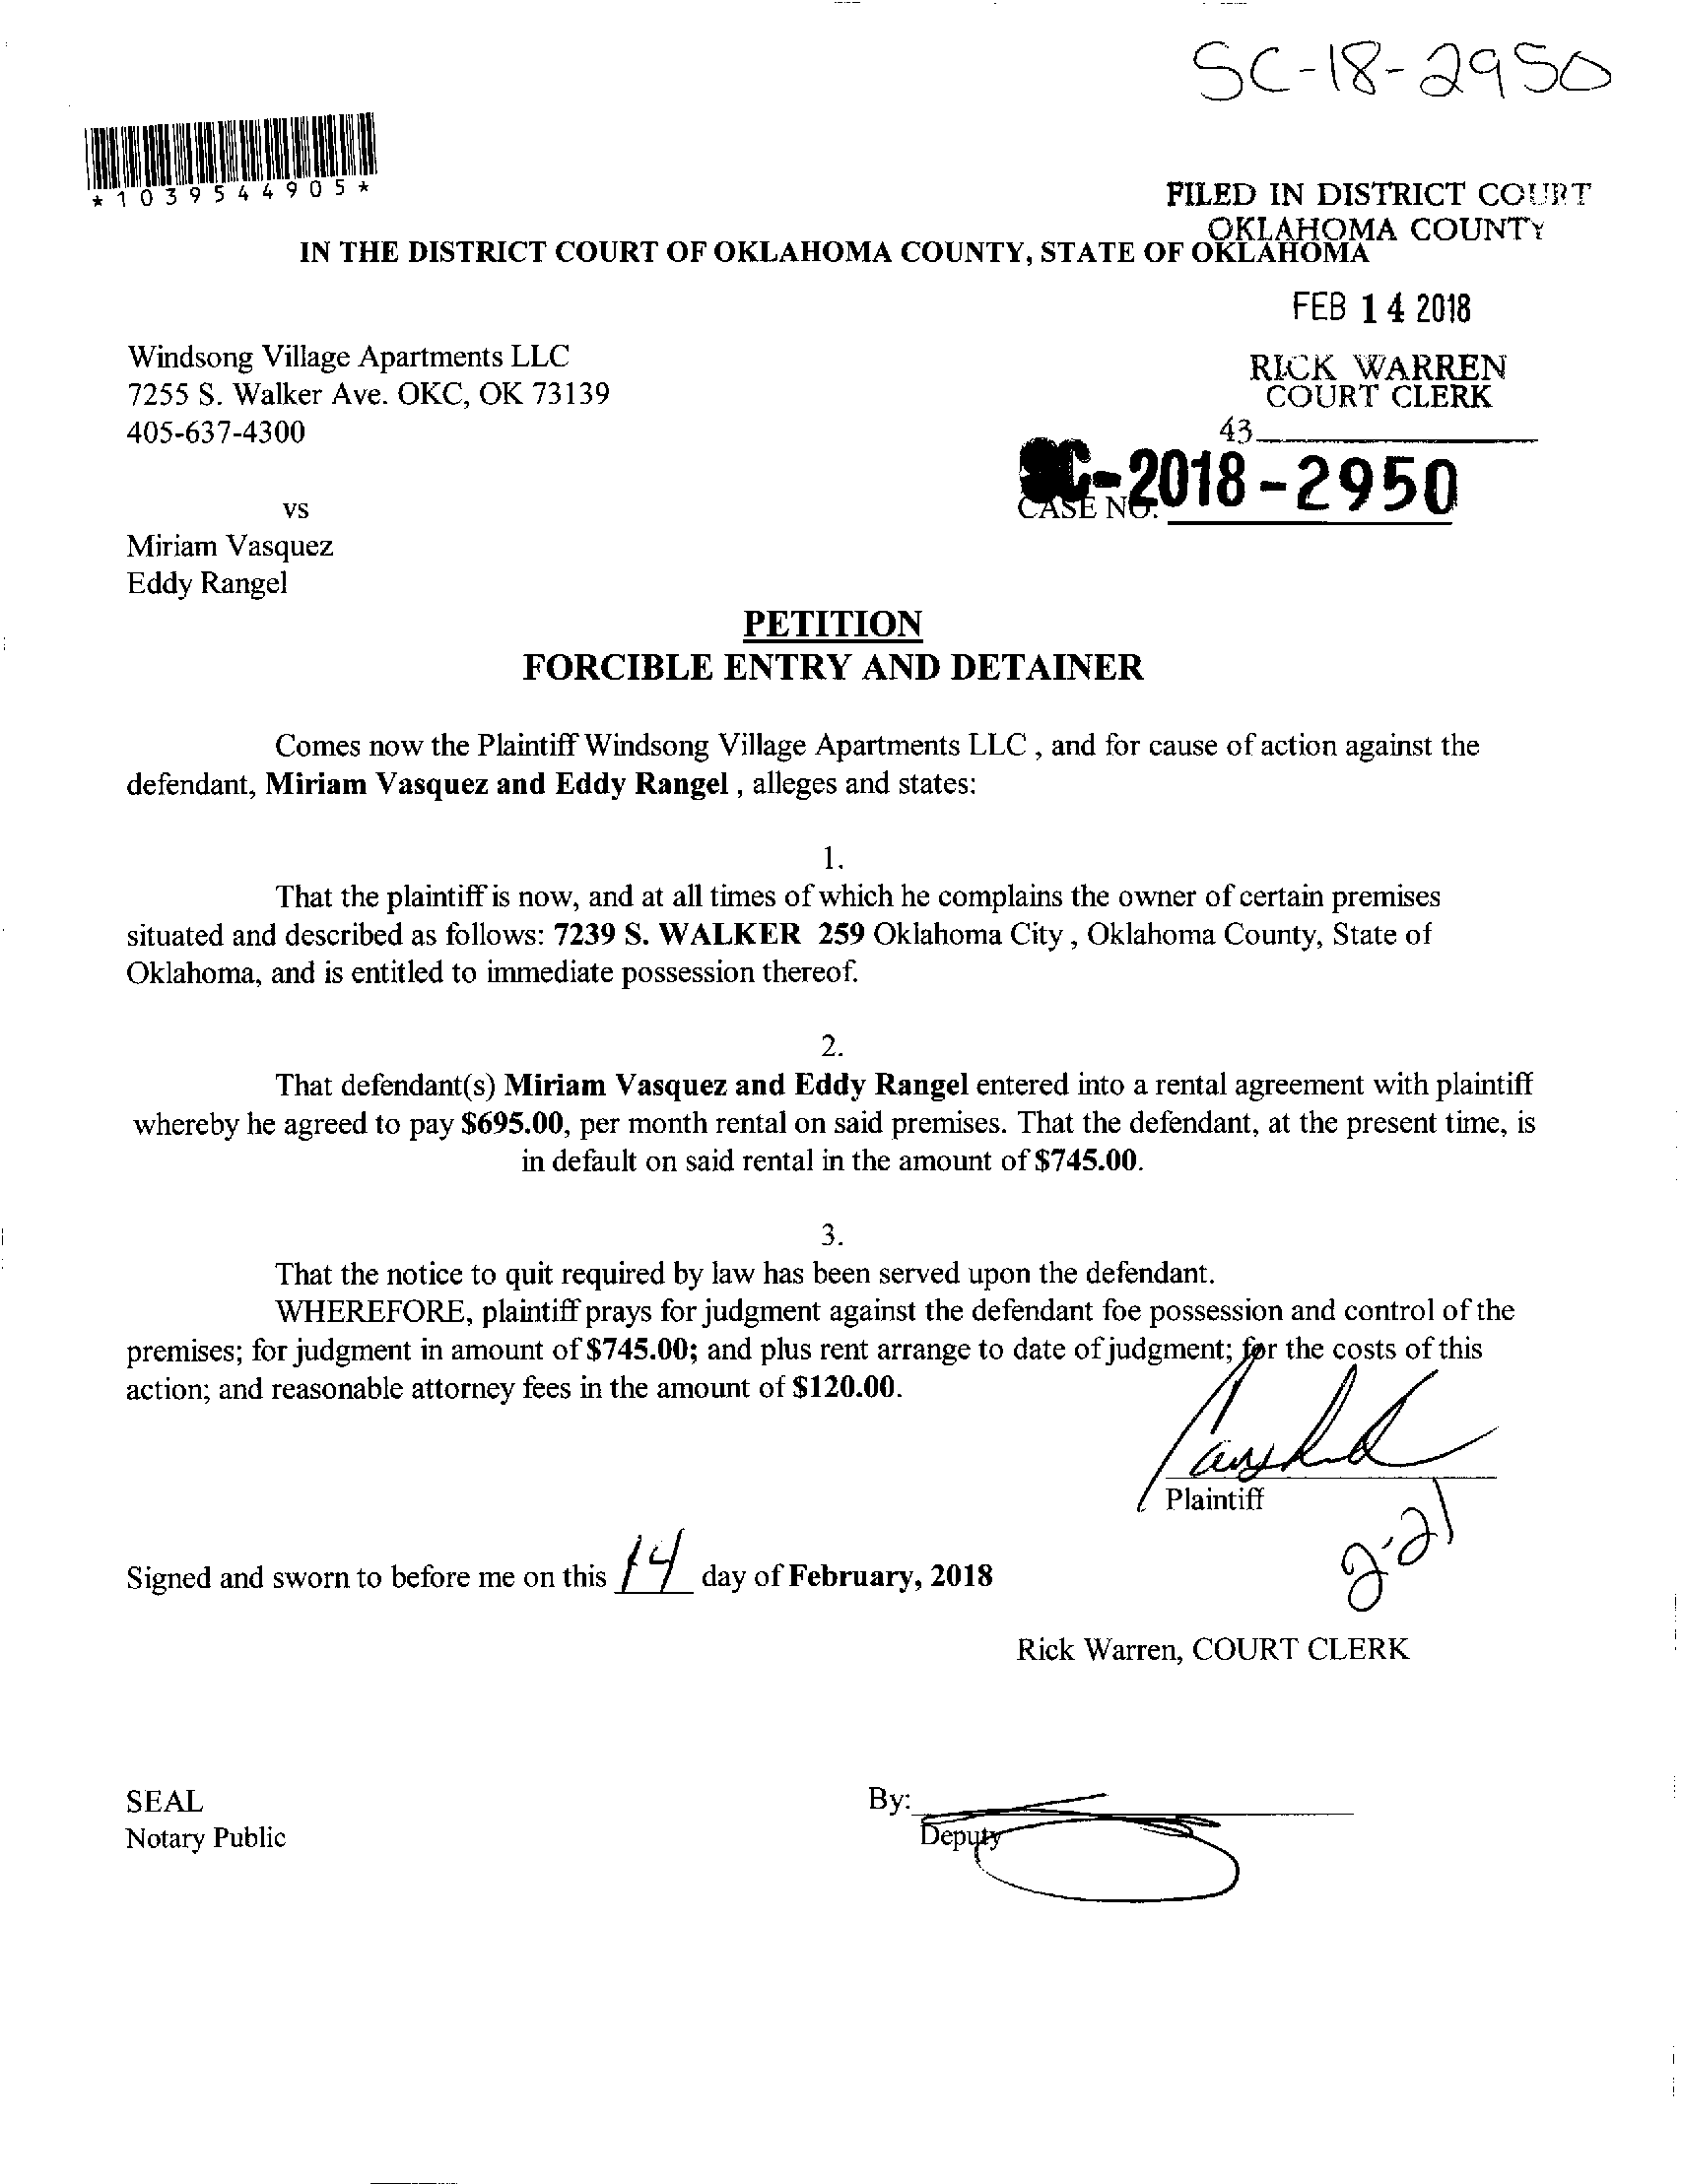 SC-18-2950
*1039544905*
FILED IN DISTRICT COURT
OKLAHOMA COUNTY
IN THE DISTRICT COURT OF OKLAHOMA COUNTY, STATE OF OKLAHOMA
FEB 14 2018
Windsong Village Apartments LLC
RICK WARREN
7255 S. Walker Ave. OKC, OK 73139
COURT CLERK
405-637-4300
43
SC-2018-2950
CASE NO.
vs
Miriam Vasquez
Eddy Rangel
PETITION
FORCIBLE ENTRY AND DETAINER
Comes now the Plaintiff Windsong Village Apartments LLC , and for cause of action against the
defendant, Miriam Vasquez and Eddy Rangel , alleges and states:
1.
That the plaintiff is now, and at all times of which he complains the owner of certain premises
situated and described as follows: 7239 S. WALKER 259 Oklahoma City , Oklahoma County, State of
Oklahoma, and is entitled to immediate possession thereof.
2.
That defendant(s) Miriam Vasquez and Eddy Rangel entered into a rental agreement with plaintiff
whereby he agreed to pay $695.00, per month rental on said premises. That the defendant, at the present time, is
in default on said rental in the amount of $745.00.
3.
That the notice to quit required by law has been served upon the defendant.
WHEREFORE, plaintiff prays for judgment against the defendant foe possession and control of the
premises; for judgment in amount of $745.00; and plus rent arrange to date of judgment; for the costs of this
action; and reasonable attorney fees in the amount of $120.00.
Plaintiff
2-21
Signed and sworn to before me on this 14 day of February, 2018
Rick Warren, COURT CLERK
SEAL
By:
Notary Public
Deputy